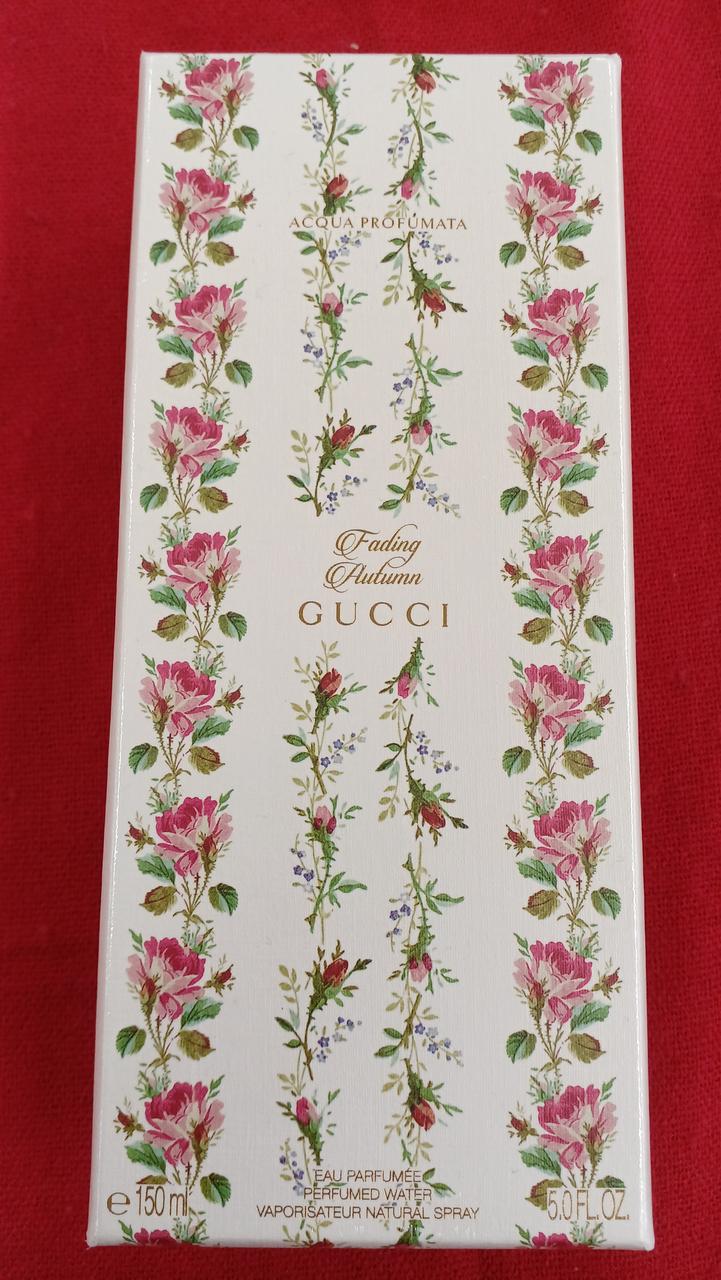 ACQUA PROFUMATA
Fading
Autumn
GUCCI
EAU PARFUMÉE
PERFUMED WATER
VAPORISATEUR NATURAL SPRAY
℮ 150 ml
5.0 FL. OZ.